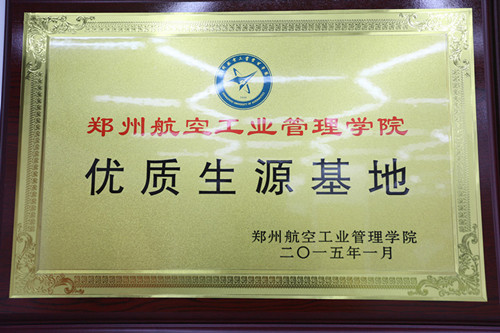 郑州航空工业管理学院
优质生源基地
郑州航空工业管理学院
二〇一五年一月